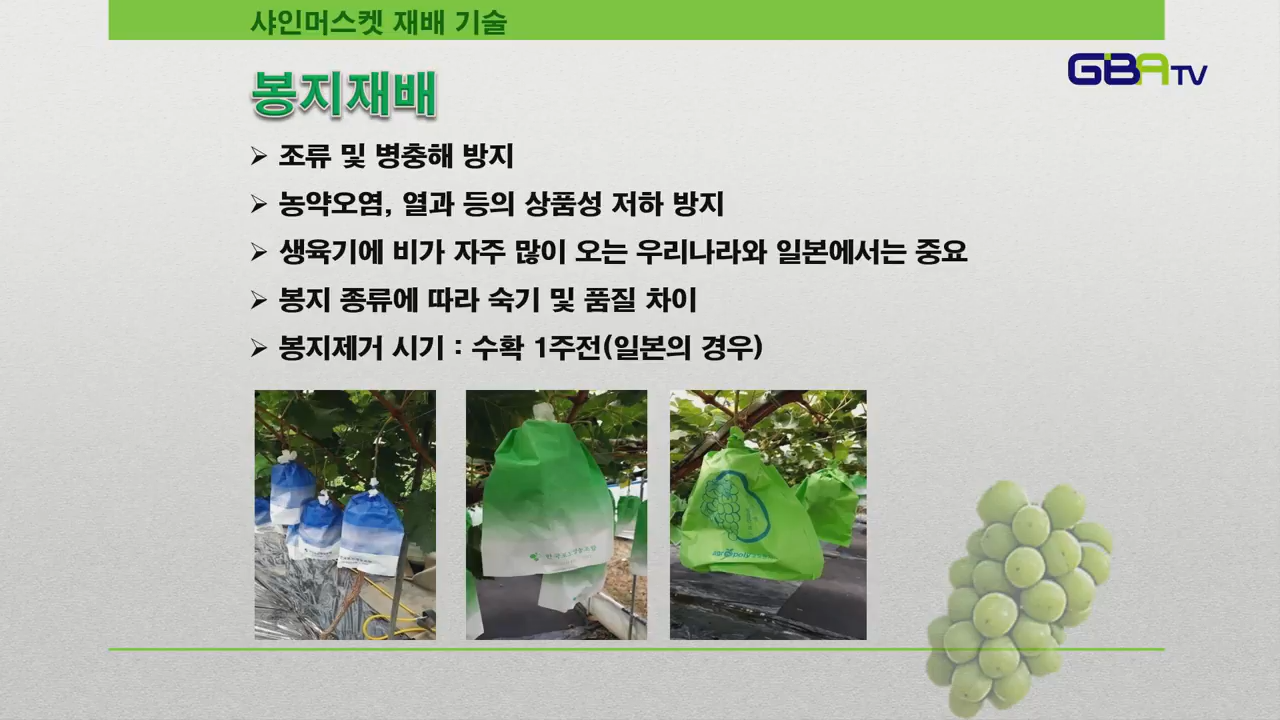 샤인머스켓 재배 기술
GBATV
봉지재배
➢ 조류 및 병충해 방지
➢ 농약오염, 열과 등의 상품성 저하 방지
➢ 생육기에 비가 자주 많이 오는 우리나라와 일본에서는 중요
➢ 봉지 종류에 따라 숙기 및 품질 차이
➢ 봉지제거 시기 : 수확 1주전(일본의 경우)